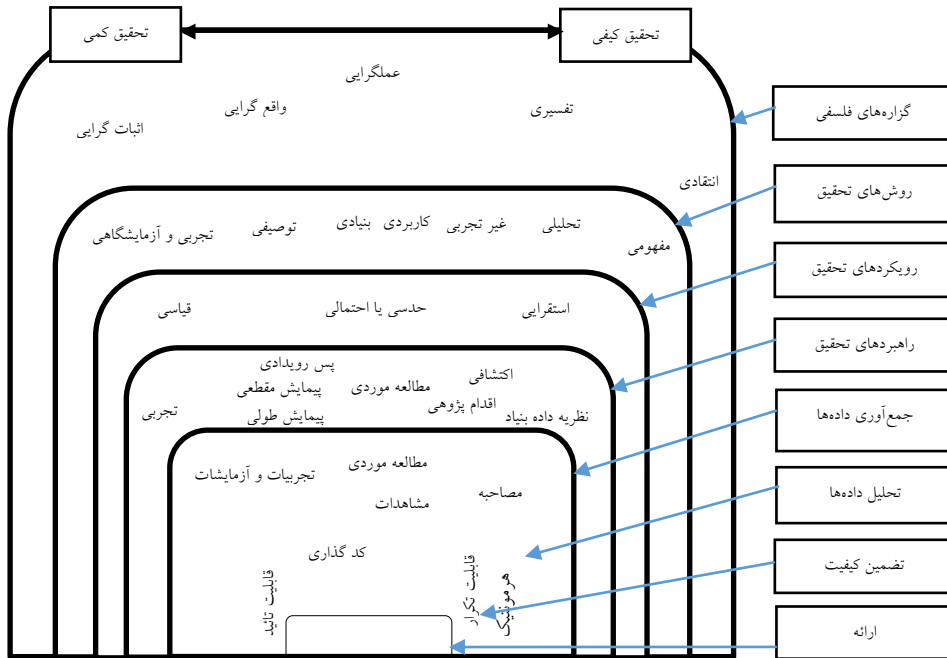 تحقیق کیفی
تحقیق کمی
عملگرایی
تفسیری
واقع گرایی
اثبات گرایی
انتقادی
گزاره‌های فلسفی
روش‌های تحقیق
مفهومی
تحلیلی
غیر تجربی
کاربردی
بنیادی
توصیفی
تجربی و آزمایشگاهی
رویکردهای تحقیق
استقرایی
حدسی یا احتمالی
قیاسی
راهبردهای تحقیق
اکتشافی
پس رویدادی
مطالعه موردی
پیمایش مقطعی
اقدام پژوهی
تجربی
نظریه داده بنیاد
پیمایش طولی
جمع‌آوری داده‌ها
مطالعه موردی
تجربیات و آزمایشات
مصاحبه
مشاهدات
تحلیل داده‌ها
کد گذاری
هرمونتیک
قابلیت تکرار
قابلیت تائید
تضمین کیفیت
ارائه